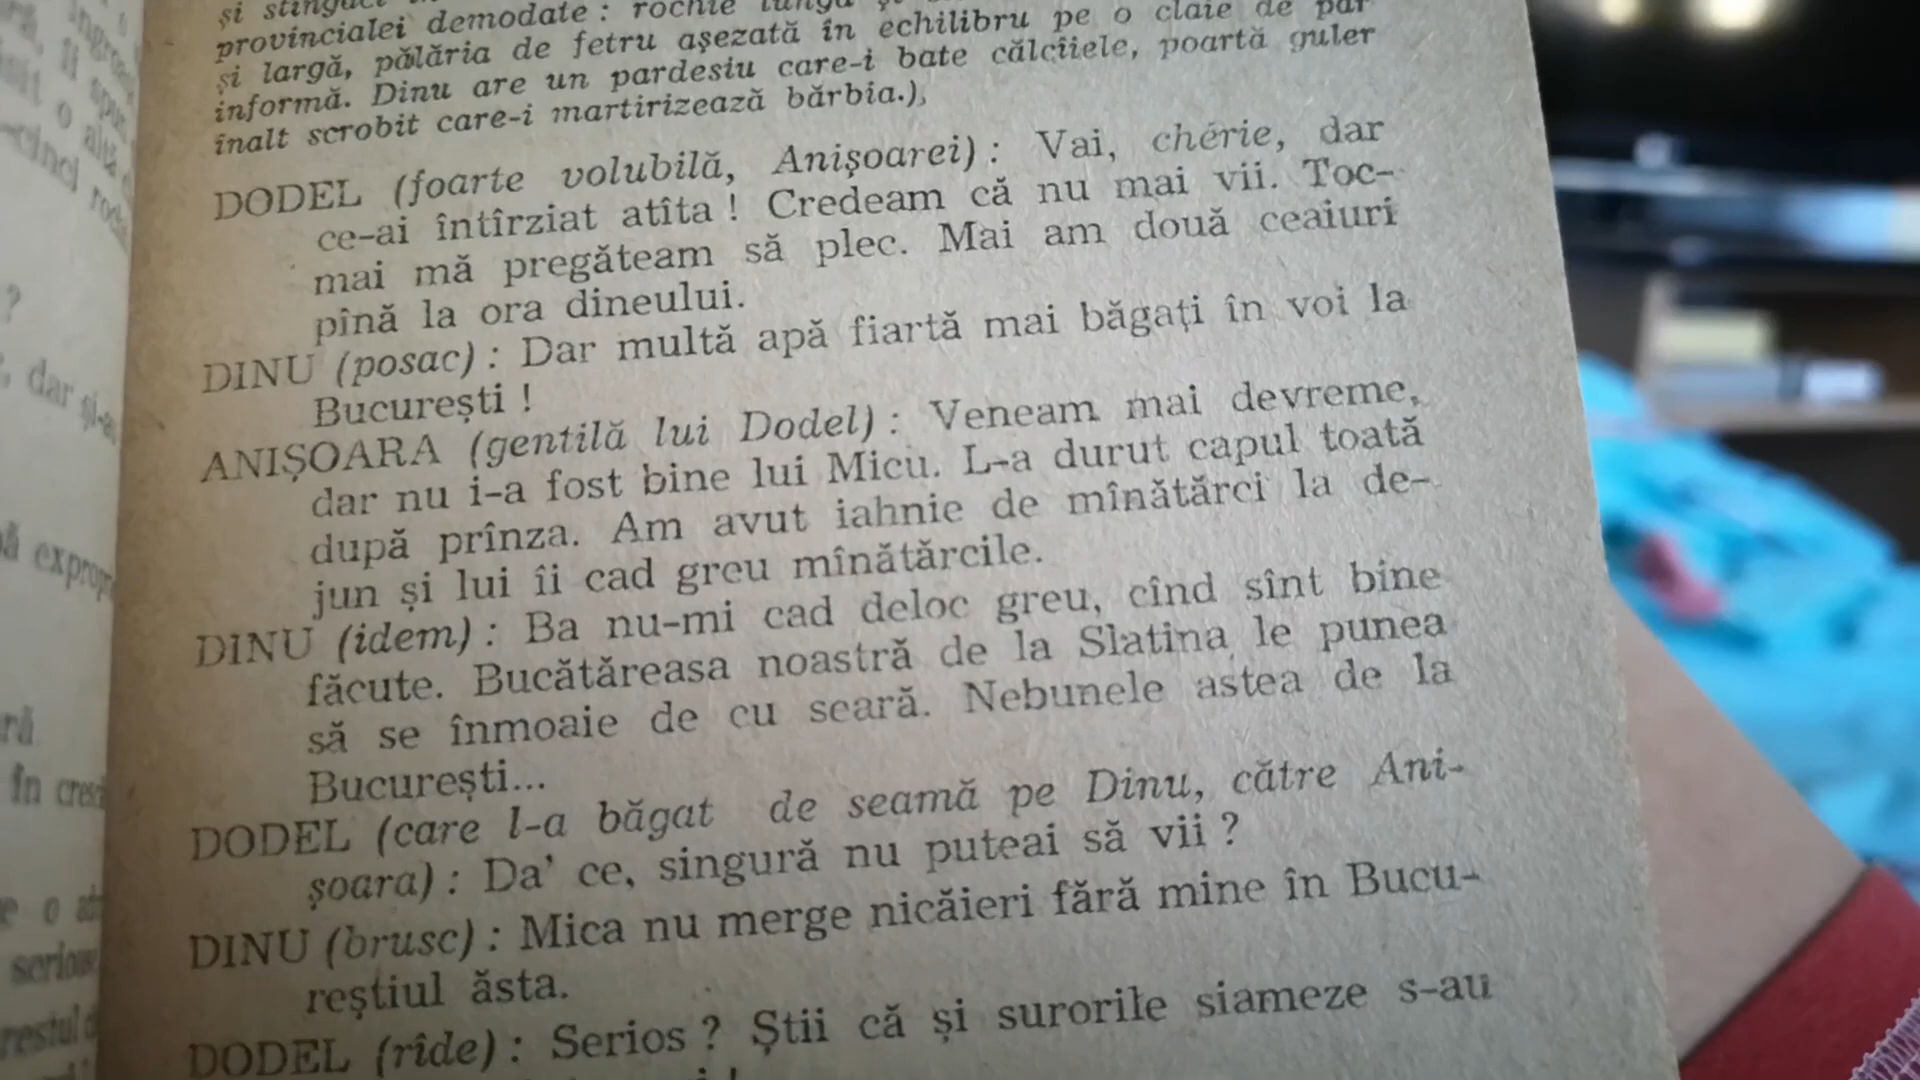 și
provincialei demodate : rochie lungă
și largă, pălăria de fetru așezată în echilibru pe o claie de păr
informă. Dinu are un pardesiu care-i bate călcîiele, poartă guler
înalt scrobit care-i martirizează bărbia.)
DODEL (foarte volubilă, Anișoarei) : Vai, chérie, dar
ce-ai întîrziat atîta ! Credeam că nu mai vii. Toc-
mai mă pregăteam să plec. Mai am două ceaiuri
pînă la ora dineului.
DINU (posac) : Dar multă apă fiartă mai băgați în voi la
București !
ANIȘOARA (gentilă lui Dodel) : Veneam mai devreme,
dar nu i-a fost bine lui Micu. L-a durut capul toată
după prînza. Am avut iahnie de mînătărci la de-
jun și lui îi cad greu mînătărcile.
DINU (idem) : Ba nu-mi cad deloc greu, cînd sînt bine
făcute. Bucătăreasa noastră de la Slatina le punea
să se înmoaie de cu seară. Nebunele astea de la
București...
DODEL (care l-a băgat de seamă pe Dinu, către Ani-
șoara) : Da' ce, singură nu puteai să vii ?
DINU (brusc) : Mica nu merge nicăieri fără mine în Bucu-
reștiul ăsta.
DODEL (rîde) : Serios ? Știi că și surorile siameze s-au